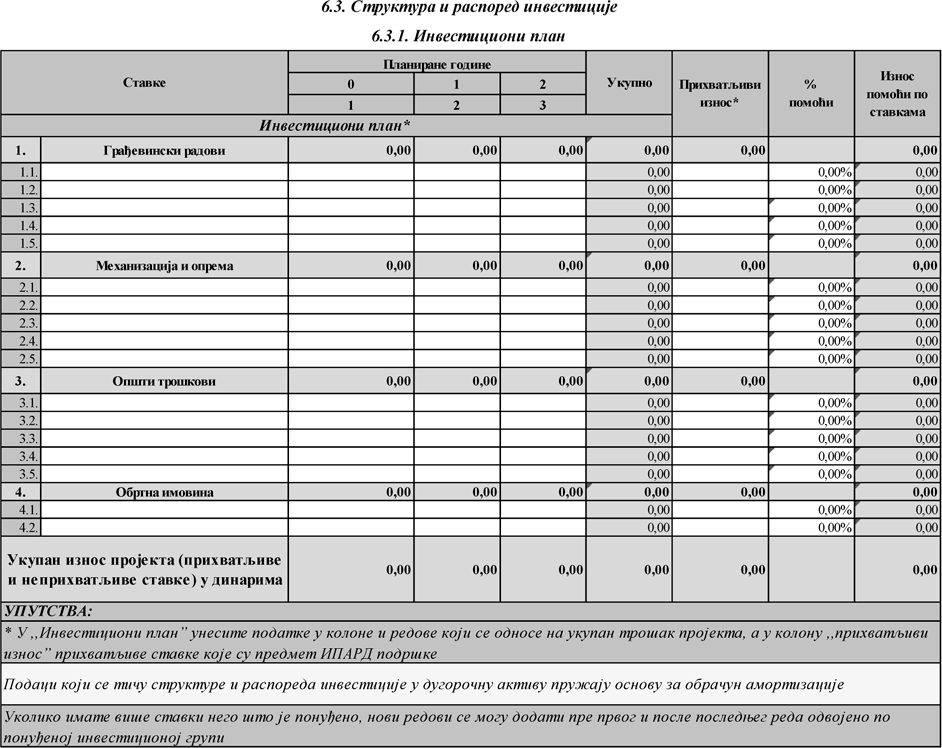 6.3. Структура и распоред инвестиције
6.3.1. Инвестициони план
Ставке Планиране године Укупно Прихватљиви износ* % помоћи Износ помоћи по ставкама
0 1 2
1 2 3
Инвестициони план*
1. Грађевински радови 0,00 0,00 0,00 0,00 0,00 0,00
1.1. 0,00 0,00% 0,00
1.2. 0,00 0,00% 0,00
1.3. 0,00 0,00% 0,00
1.4. 0,00 0,00% 0,00
1.5. 0,00 0,00% 0,00
2. Механизација и опрема 0,00 0,00 0,00 0,00 0,00 0,00
2.1. 0,00 0,00% 0,00
2.2. 0,00 0,00% 0,00
2.3. 0,00 0,00% 0,00
2.4. 0,00 0,00% 0,00
2.5. 0,00 0,00% 0,00
3. Општи трошкови 0,00 0,00 0,00 0,00 0,00 0,00
3.1. 0,00 0,00% 0,00
3.2. 0,00 0,00% 0,00
3.3. 0,00 0,00% 0,00
3.4. 0,00 0,00% 0,00
3.5. 0,00 0,00% 0,00
4. Обртна имовина 0,00 0,00 0,00 0,00 0,00 0,00
4.1. 0,00 0,00% 0,00
4.2. 0,00 0,00% 0,00
Укупан износ пројекта (прихватљиве
и неприхватљиве ставке) у динарима 0,00 0,00 0,00 0,00 0,00 0,00
УПУТСТВА:
* У ,,Инвестициони план” унесите податке у колоне и редове који се односе на укупан трошак пројекта, а у колону ,,прихватљиви
износ” прихватљиве ставке које су предмет ИПАРД подршке
Подаци који се тичу структуре и распореда инвестиције у дугорочну активу пружају основу за обрачун амортизације
Уколико имате више ставки него што је понуђено, нови редови се могу додати пре првог и после последњег реда одвојено по
понуђеној инвестиционој групи